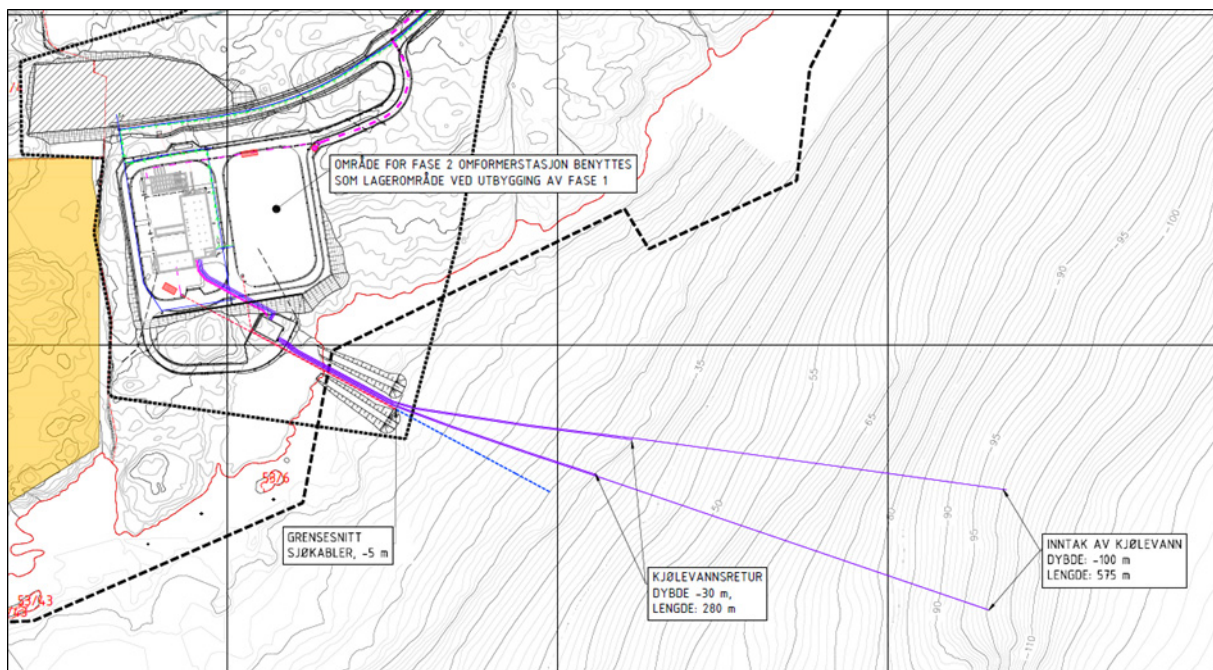 OMRÅDE FOR FASE 2 OMFORMERSTASJON BENYTTES
SOM LAGEROMRÅDE VED UTBYGGING AV FASE 1
-100
-95
-90
-35
-55
65
95
-50
80
-90
95
-90
-110
53/6
GRENSESNITT
SJØKABLER, -5 m
KJØLEVANNSRETUR
DYBDE -30 m,
LENGDE: 280 m
INNTAK AV KJØLEVANN
DYBDE: -100 m
LENGDE: 575 m
53/43